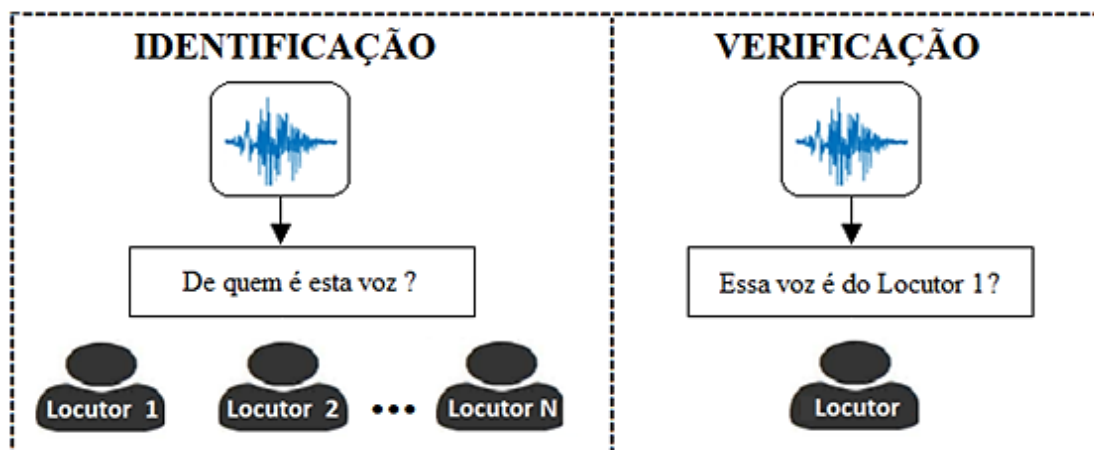 IDENTIFICAÇÃO
De quem é esta voz ?
Locutor 1
Locutor 2
•••
Locutor N
VERIFICAÇÃO
Essa voz é do Locutor 1?
Locutor